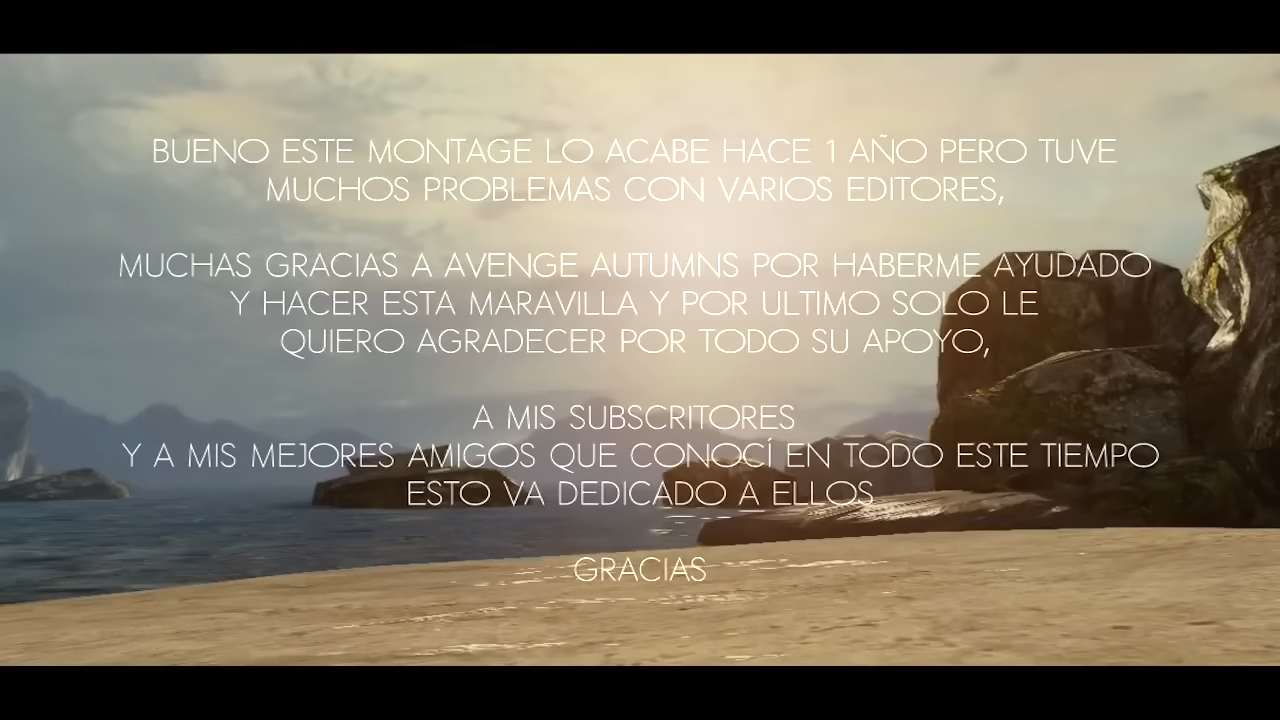 BUENO ESTE MONTAGE LO ACABE HACE 1 AÑO PERO TUVE
MUCHOS PROBLEMAS CON VARIOS EDITORES,
MUCHAS GRACIAS A AVENGE AUTUMNS POR HABERME AYUDADO
Y HACER ESTA MARAVILLA Y POR ULTIMO SOLO LE
QUIERO AGRADECER POR TODO SU APOYO,
A MIS SUBSCRITORES
Y A MIS MEJORES AMIGOS QUE CONOCÍ EN TODO ESTE TIEMPO
ESTO VA DEDICADO A ELLOS
GRACIAS